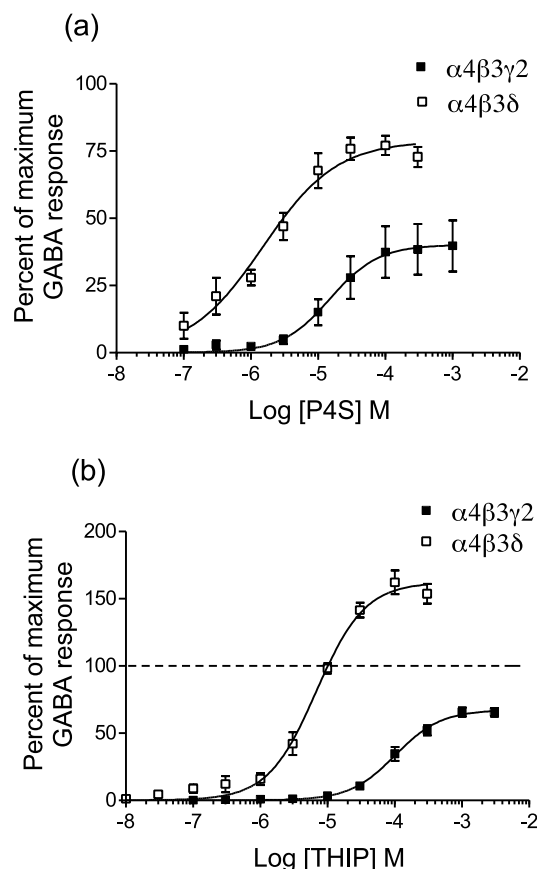 (a)
α4β3γ2
α4β3δ
Percent of maximum
GABA response
100
75
50
25
0
-8 -7 -6 -5 -4 -3 -2
Log [P4S] M
(b)
α4β3γ2
α4β3δ
Percent of maximum
GABA response
200
150
100
50
0
-8 -7 -6 -5 -4 -3 -2
Log [THIP] M